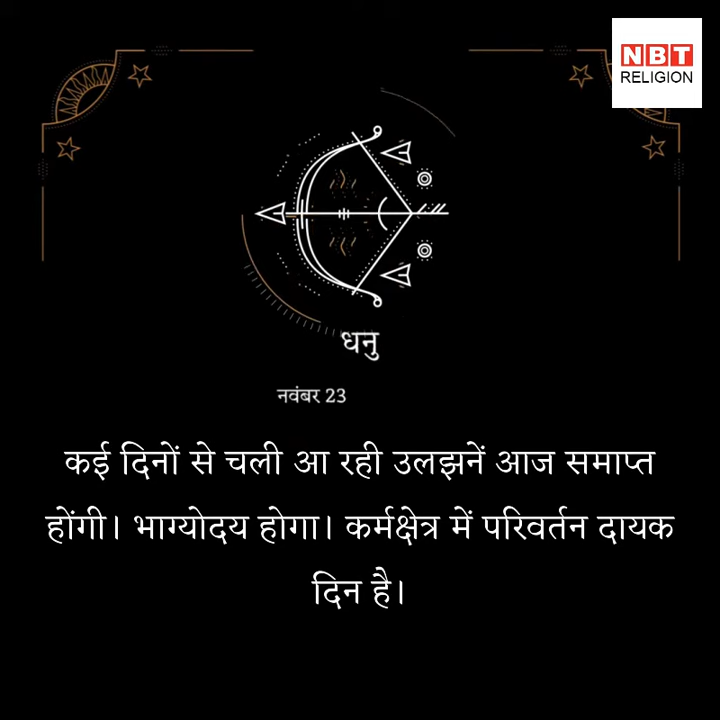 NBT
RELIGION
धनु
नवंबर 23
कई दिनों से चली आ रही उलझनें आज समाप्त
होंगी। भाग्योदय होगा। कर्मक्षेत्र में परिवर्तन दायक
दिन है।